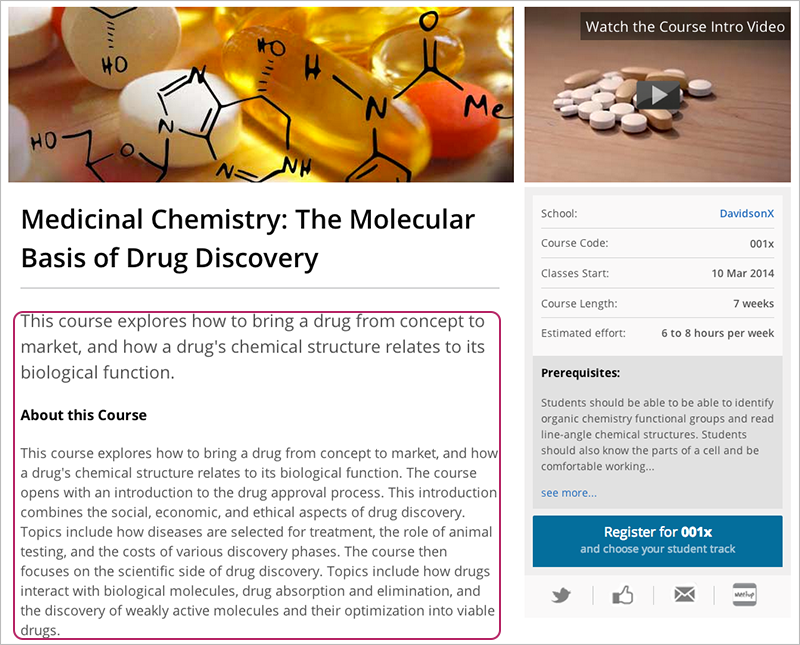 HO
HO
N
N
HO
O
N
NH
H
N
O
Me
Watch the Course Intro Video
Medicinal Chemistry: The Molecular
Basis of Drug Discovery
This course explores how to bring a drug from concept to
market, and how a drug's chemical structure relates to its
biological function.
About this Course
This course explores how to bring a drug from concept to market, and how
a drug's chemical structure relates to its biological function. The course
opens with an introduction to the drug approval process. This introduction
combines the social, economic, and ethical aspects of drug discovery.
Topics include how diseases are selected for treatment, the role of animal
testing, and the costs of various discovery phases. The course then
focuses on the scientific side of drug discovery. Topics include how drugs
interact with biological molecules, drug absorption and elimination, and
the discovery of weakly active molecules and their optimization into viable
drugs.
School: DavidsonX
Course Code: 001x
Classes Start: 10 Mar 2014
Course Length: 7 weeks
Estimated effort: 6 to 8 hours per week
Prerequisites:
Students should be able to be able to identify
organic chemistry functional groups and read
line-angle chemical structures. Students
should also know the parts of a cell and be
comfortable working...
see more...
Register for 001x
and choose your student track
meetup